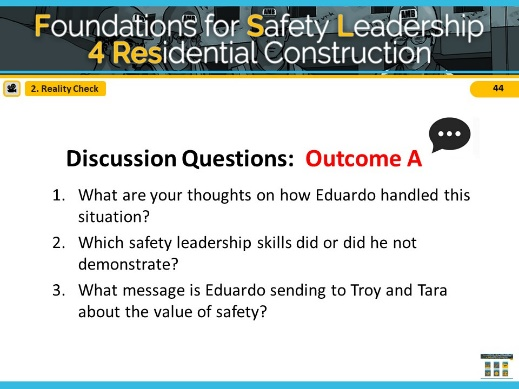 Foundations for Safety Leadership
4 Residential Construction
2. Reality Check
44
Discussion Questions: Outcome A
1. What are your thoughts on how Eduardo handled this
situation?
2. Which safety leadership skills did or did he not
demonstrate?
3. What message is Eduardo sending to Troy and Tara
about the value of safety?